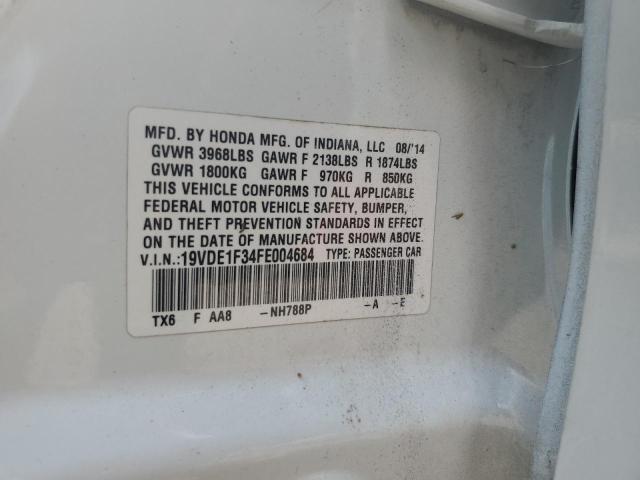 MFD. BY HONDA MFG. OF INDIANA, LLC 08/'14
GVWR 3968LBS GAWR F 2138LBS R 1874LBS
GVWR 1800KG GAWR F 970KG R 850KG
THIS VEHICLE CONFORMS TO ALL APPLICABLE
FEDERAL MOTOR VEHICLE SAFETY, BUMPER,
AND THEFT PREVENTION STANDARDS IN EFFECT
ON THE DATE OF MANUFACTURE SHOWN ABOVE.
V.I.N.:19VDE1F34FE004684 TYPE: PASSENGER CAR
TX6 F AA8 -NH788P -A -E